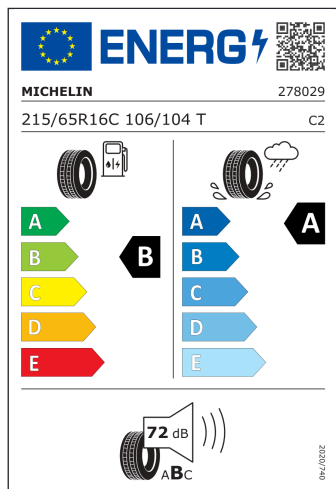 ENERG
MICHELIN 278029
215/65R16C 106/104 T C2
A
B
C
D
E
B
A
B
C
D
E
A
72 dB
ABC
2020/740